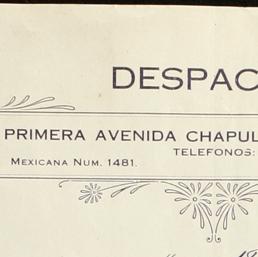 DESPAC
PRIMERA AVENIDA CHAPUL
TELEFONOS:
MEXICANA NUM. 1481.